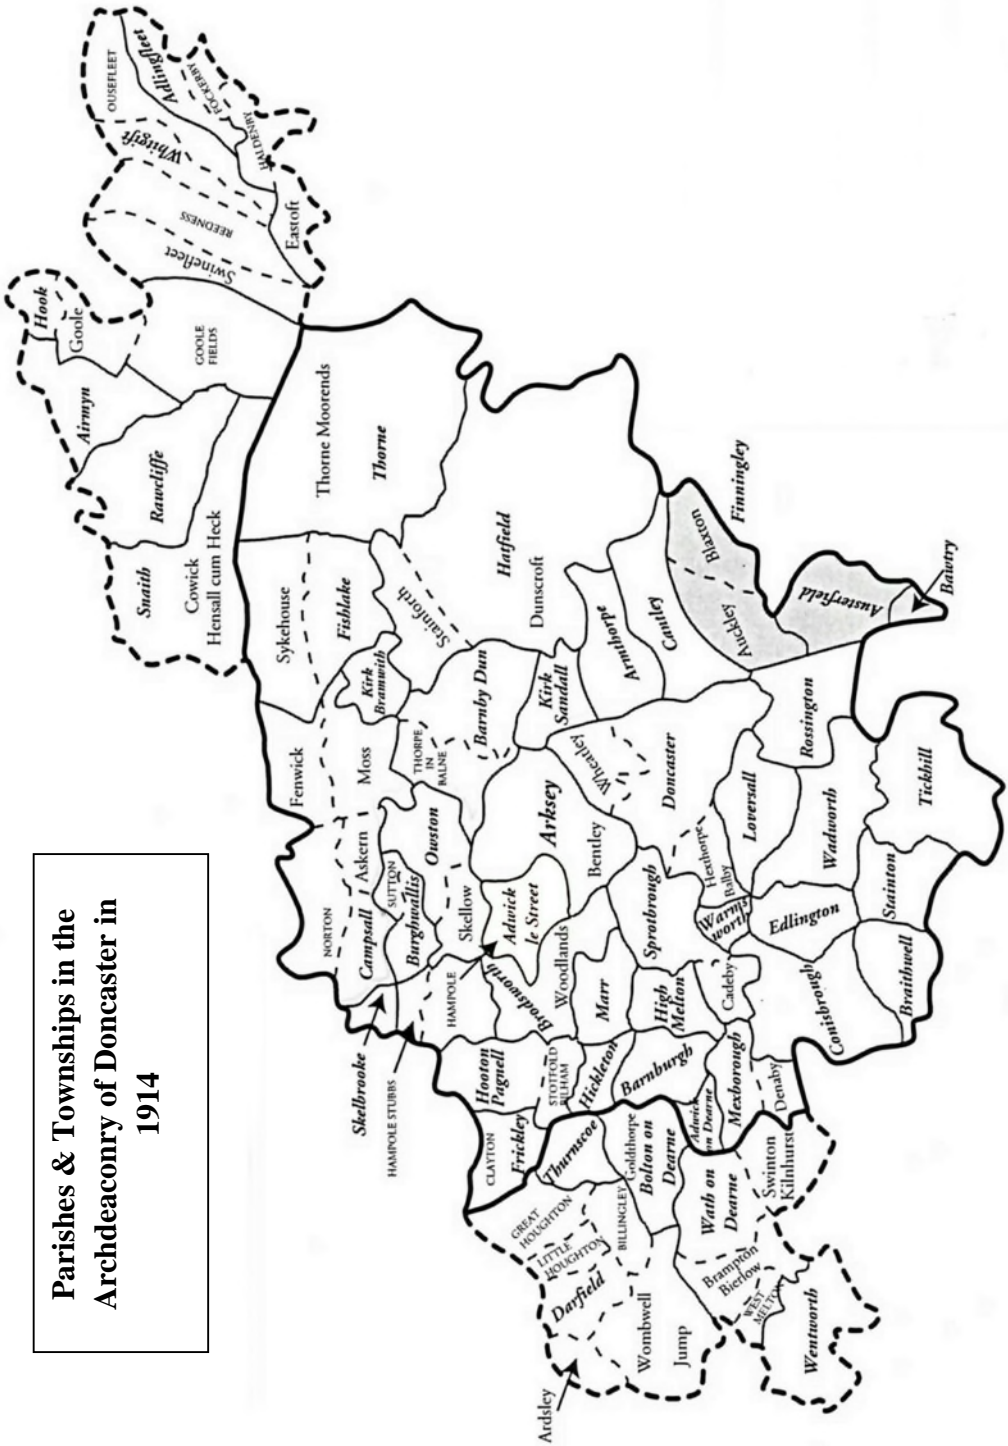 Parishes & Townships in the
Archdeaconry of Doncaster in
1914
OUSEFLEET
Adlingfleet
FOCKERBY
HALDENBY
Whitgift
REEDNESS
Eastoft
Swinefleet
Hook
Goole
GOOLE
FIELDS
Airmyn
Rawcliffe
Snaith
Cowick
Hensall cum Heck
Thorne Moorends
Thorne
Sykehouse
Fishlake
Stainforth
Hatfield
Dunscroft
Kirk
Bramwith
Fenwick
Moss
THORPE
IN
BALNE
Barnby Dun
Kirk
Sandall
Armthorpe
Cantley
Blaxton
Auckley
Finningley
Austerfield
Bawtry
NORTON
Askern
Campsall
SUTTON
Burghwallis
Owston
Skellow
Adwick
le Street
Arksey
Bentley
Wheatley
Doncaster
Rossington
Hexthorpe
Balby
Loversall
Wadworth
Tickhill
Skelbrooke
HAMPOLE STUBBS
HAMPOLE
Brodsworth
Woodlands
Marr
Sprotbrough
Warms
worth
Edlington
Stainton
High
Melton
Cadeby
Conisbrough
Braithwell
Hooton
Pagnell
STOTFOLD
BILHAM
Hickleton
Barnburgh
Mexborough
Denaby
CLAYTON
Frickley
Thurnscoe
Goldthorpe
Bolton on
Dearne
Adwick
on Dearne
GREAT
HOUGHTON
LITTLE
HOUGHTON
BILLINGLEY
Darfield
Wath on
Dearne
Swinton
Kilnhurst
Ardsley
Wombwell
Jump
Brampton
Bierlow
WEST
MELTON
Wentworth